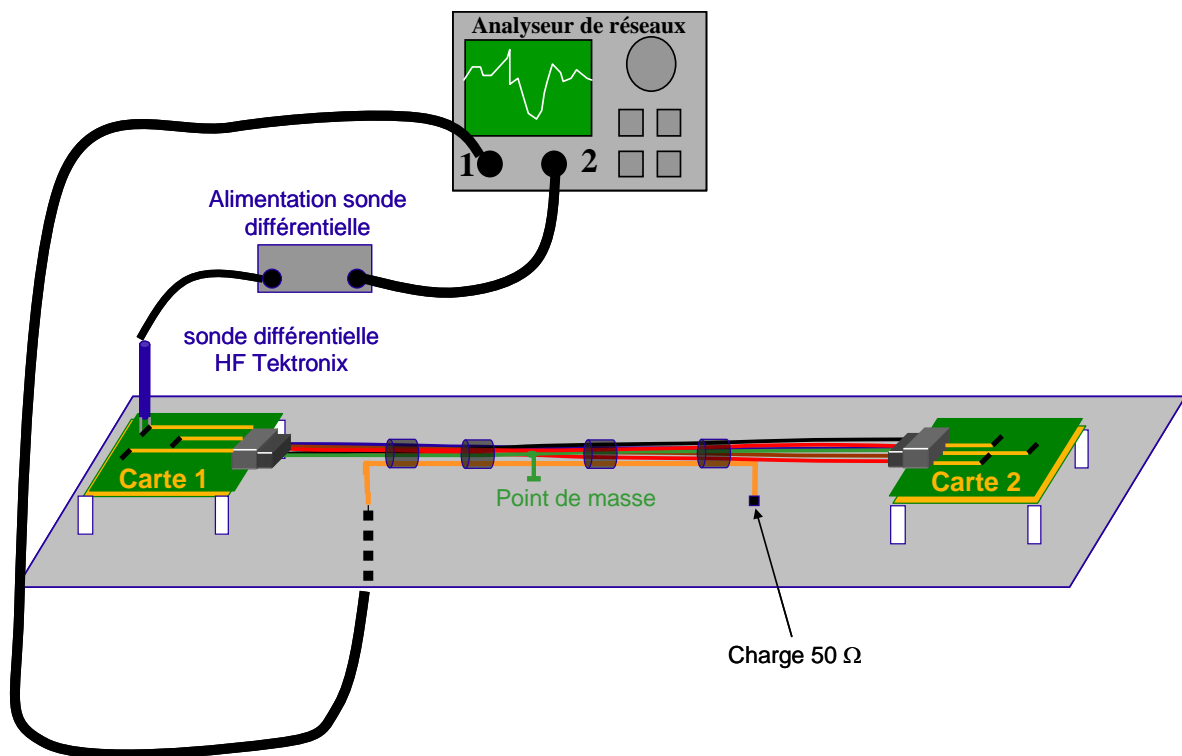 Analyseur de réseaux
1
2
Alimentation sonde
différentielle
sonde différentielle
HF Tektronix
Carte 1
Point de masse
Carte 2
Charge 50 Ω